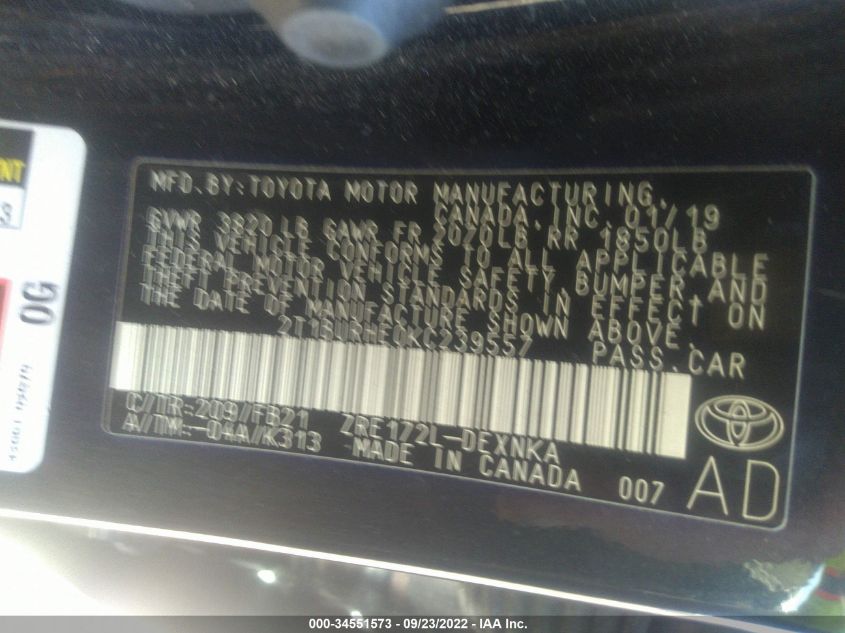 NT
3
OG
MFD. BY: TOYOTA MOTOR MANUFACTURING,
CANADA, INC. 01/19
GVWR 3820LB GAWR FR 2070LB RR 1850LB
THIS VEHICLE CONFORMS TO ALL APPLICABLE
FEDERAL MOTOR VEHICLE SAFETY, BUMPER, AND
THEFT PREVENTION STANDARDS IN EFFECT ON
THE DATE OF MANUFACTURE SHOWN ABOVE.
2T1BURHE0KC239557
PASS. CAR
C/TR: 209/FB21 ZRE172L-DEXNKA
A/TM: -04A/K313 MADE IN CANADA
007 AD
000-34551573 - 09/23/2022 - IAA Inc.